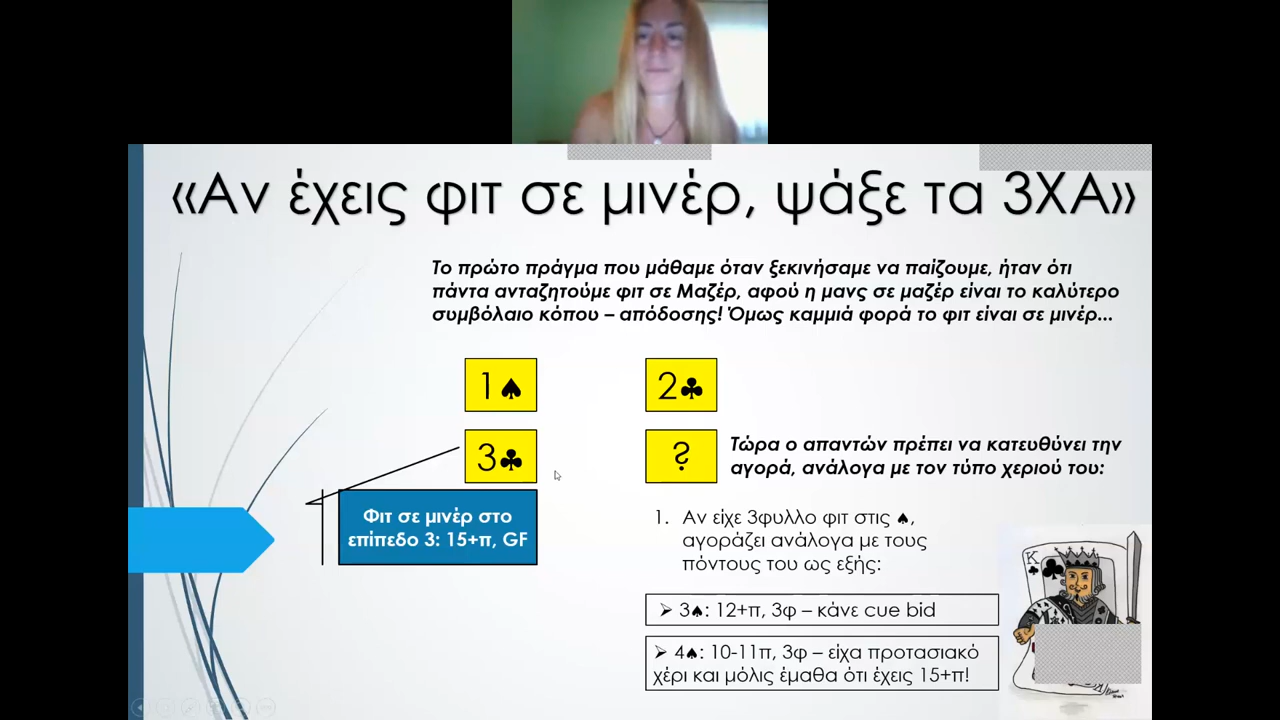 «Αν έχεις φιτ σε μινέρ, ψάξε τα 3ΧΑ»
Το πρώτο πράγμα που μάθαμε όταν ξεκινήσαμε να παίζουμε, ήταν ότι
πάντα ανταζητούμε φιτ σε Μαζέρ, αφού η μανς σε μαζέρ είναι το καλύτερο
συμβόλαιο κόπου – απόδοσης! Όμως καμμιά φορά το φιτ είναι σε μινέρ...
1♠ 2♣
3♣ ?
Τώρα ο απαντών πρέπει να κατευθύνει την
αγορά, ανάλογα με τον τύπο χεριού του:
Φιτ σε μινέρ στο
επίπεδο 3: 15+π, GF
1. Αν είχε 3φυλλο φιτ στις ♠,
αγοράζει ανάλογα με τους
πόντους του ως εξής:
➢ 3♠: 12+π, 3φ – κάνε cue bid
➢ 4♠: 10-11π, 3φ – είχα προτασιακό
χέρι και μόλις έμαθα ότι έχεις 15+π!
K